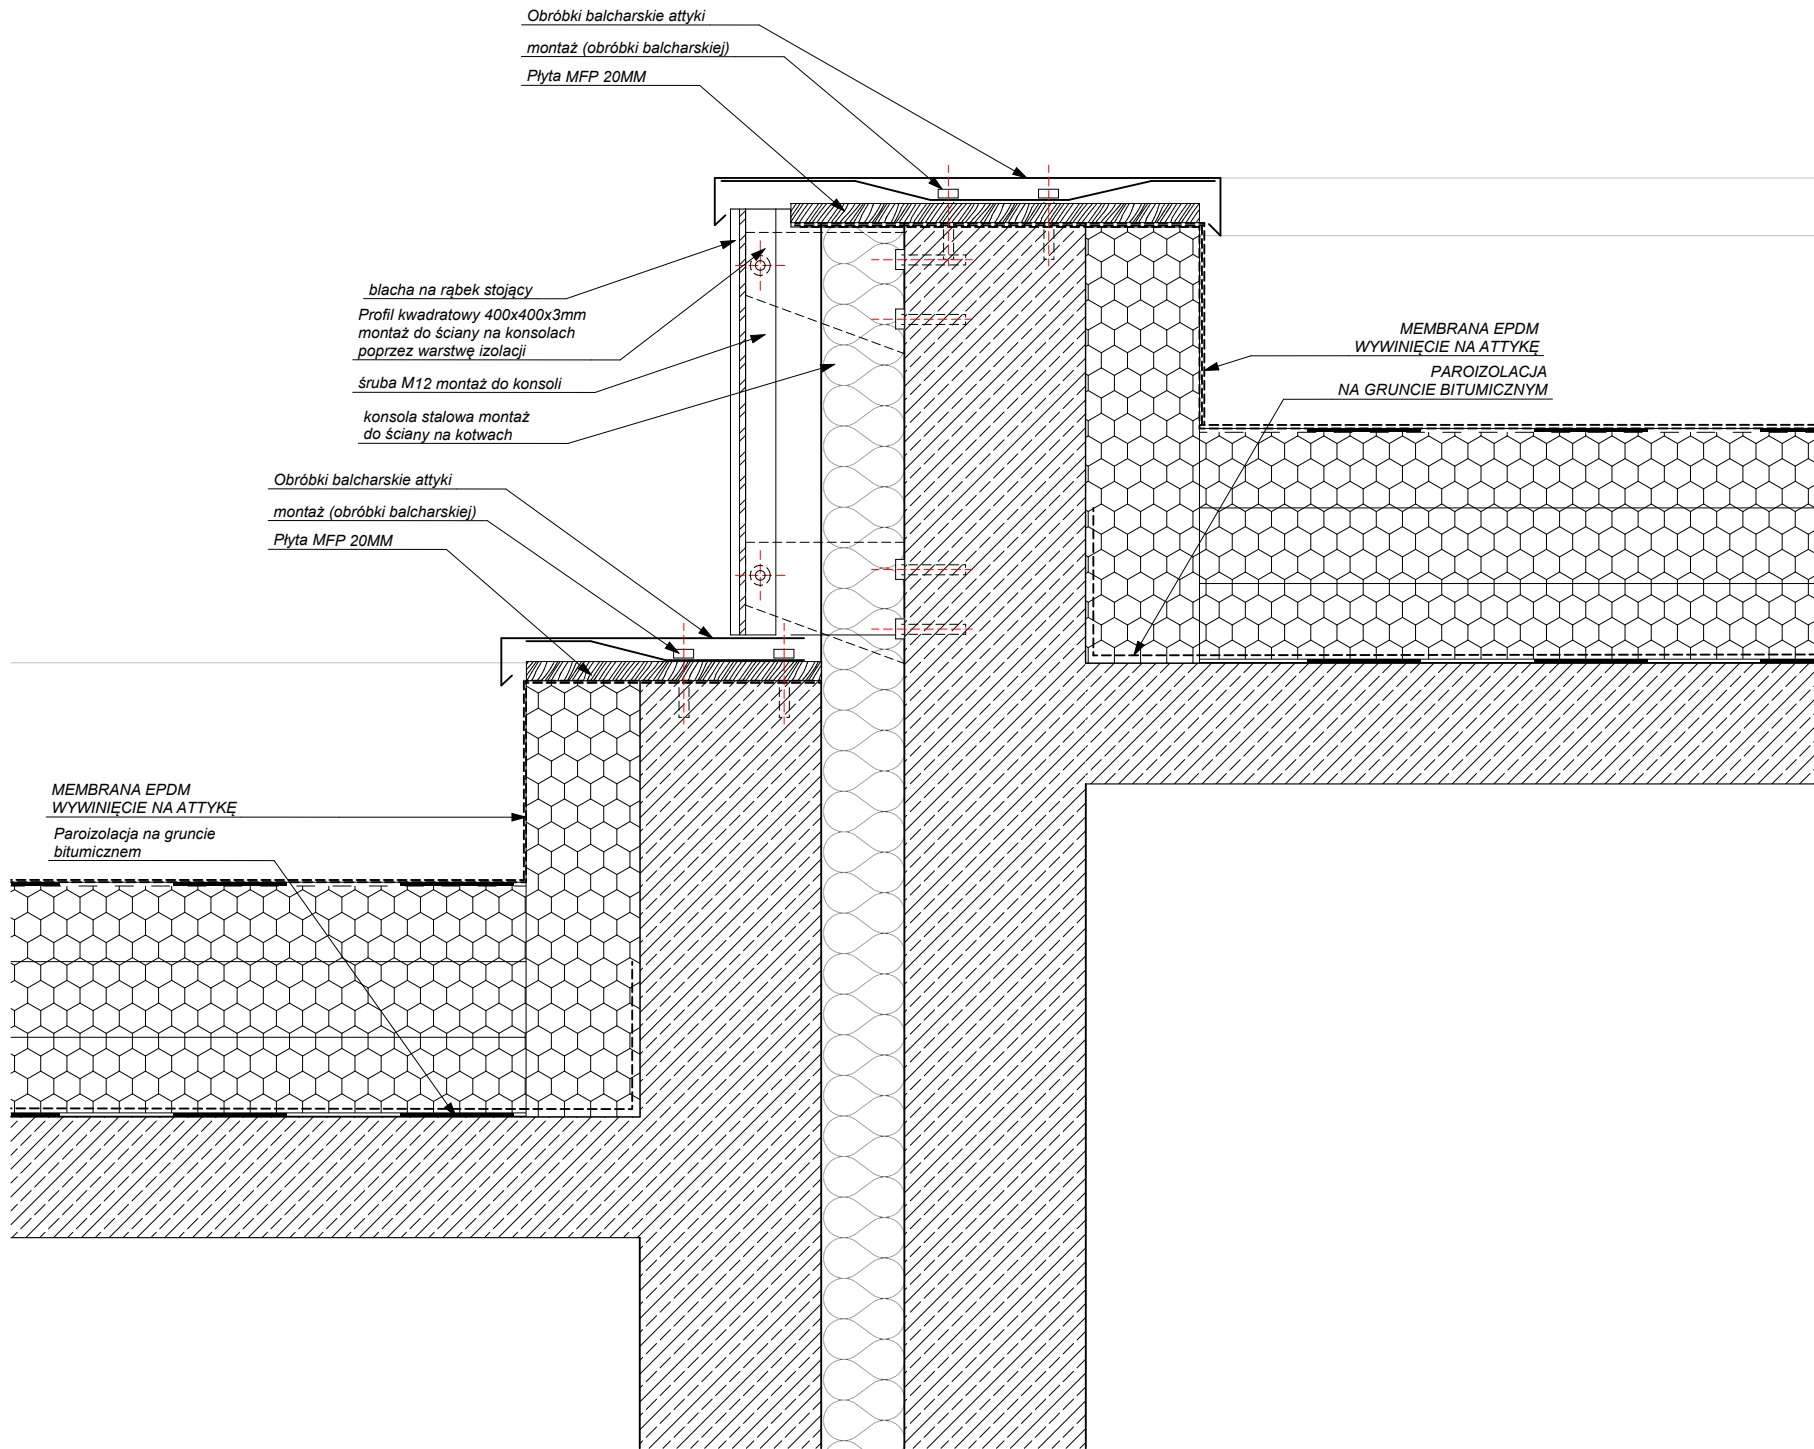 Obróbki balcharskie attyki
montaż (obróbki balcharskiej)
Płyta MFP 20MM
blacha na rąbek stojący
Profil kwadratowy 400x400x3mm
montaż do ściany na konsolach
poprzez warstwę izolacji
śruba M12 montaż do konsoli
konsola stalowa montaż
do ściany na kotwach
MEMBRANA EPDM
WYWINIĘCIE NA ATTYKĘ
PAROIZOLACJA
NA GRUNCIE BITUMICZNYM
Obróbki balcharskie attyki
montaż (obróbki balcharskiej)
Płyta MFP 20MM
MEMBRANA EPDM
WYWINIĘCIE NA ATTYKĘ
Paroizolacja na gruncie
bitumicznem